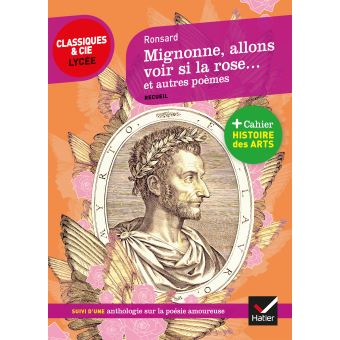 CLASSIQUES
& CIE
LYCÉE
Ronsard
Mignonne, allons
voir si la rose...
et autres poèmes
RECUEIL
+ Cahier
HISTOIRE
des ARTS
SUIVI D'UNE anthologie sur la poésie amoureuse
Hatier